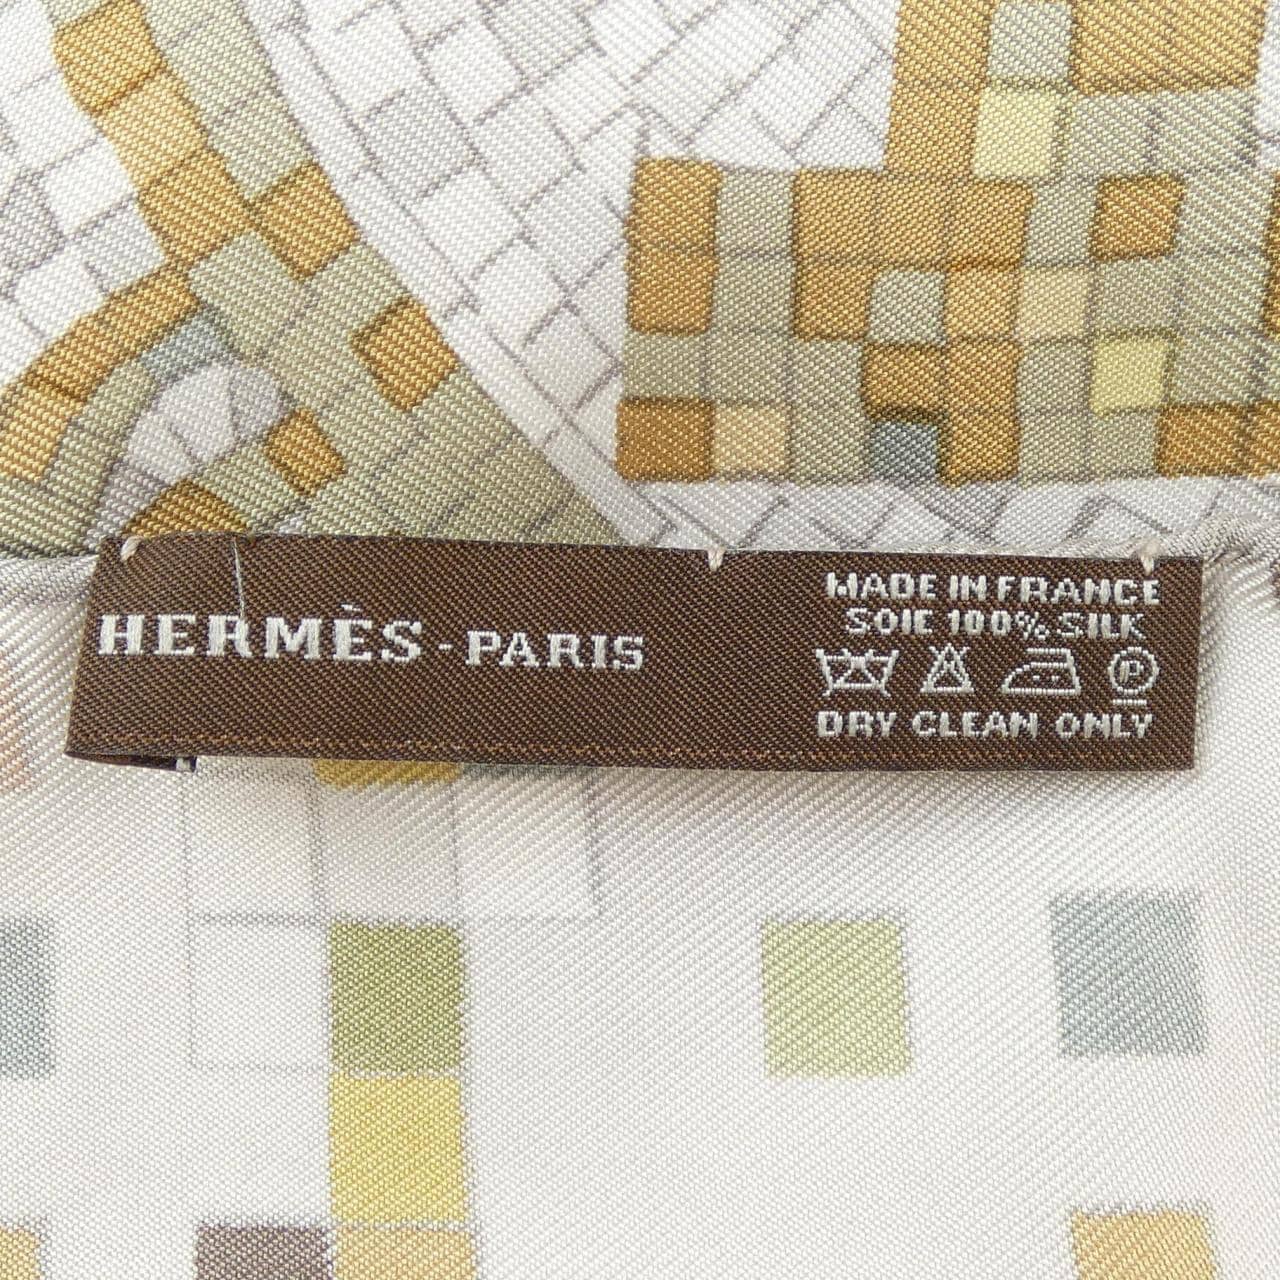 HERMÈS-PARIS
MADE IN FRANCE
SOIE 100% SILK
P
DRY CLEAN ONLY